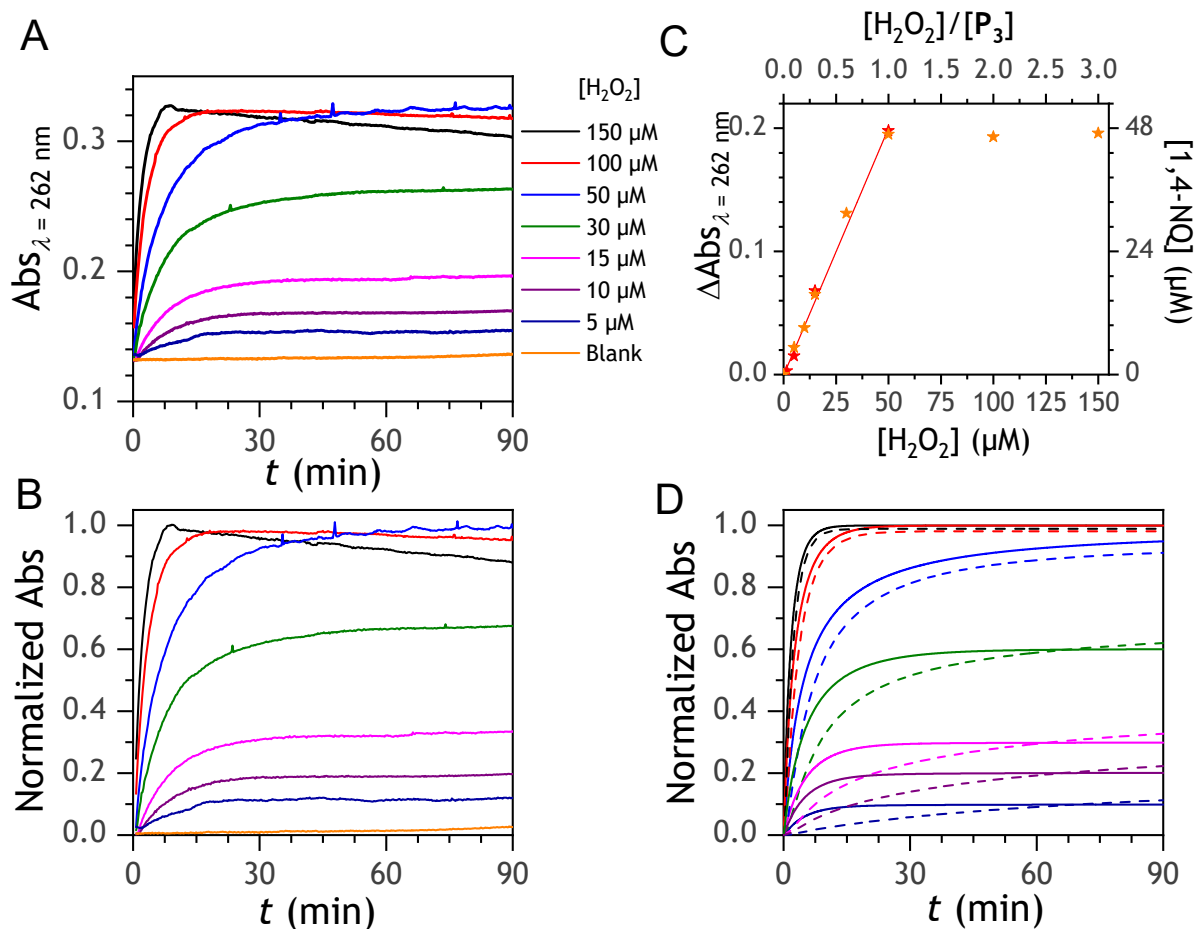 A
Abs_λ = 262 nm
0.3
0.2
0.1
0 30 60 90
t (min)
[H₂O₂]
150 µM
100 µM
50 µM
30 µM
15 µM
10 µM
5 µM
Blank
C
[H₂O₂]/[P₃]
0.0 0.5 1.0 1.5 2.0 2.5 3.0
ΔAbs_λ = 262 nm
0.2
0.1
0.0
48
24
0
[1,4-NQ] (µM)
0 25 50 75 100 125 150
[H₂O₂] (µM)
B
Normalized Abs
1.0
0.8
0.6
0.4
0.2
0.0
0 30 60 90
t (min)
D
Normalized Abs
1.0
0.8
0.6
0.4
0.2
0.0
0 30 60 90
t (min)